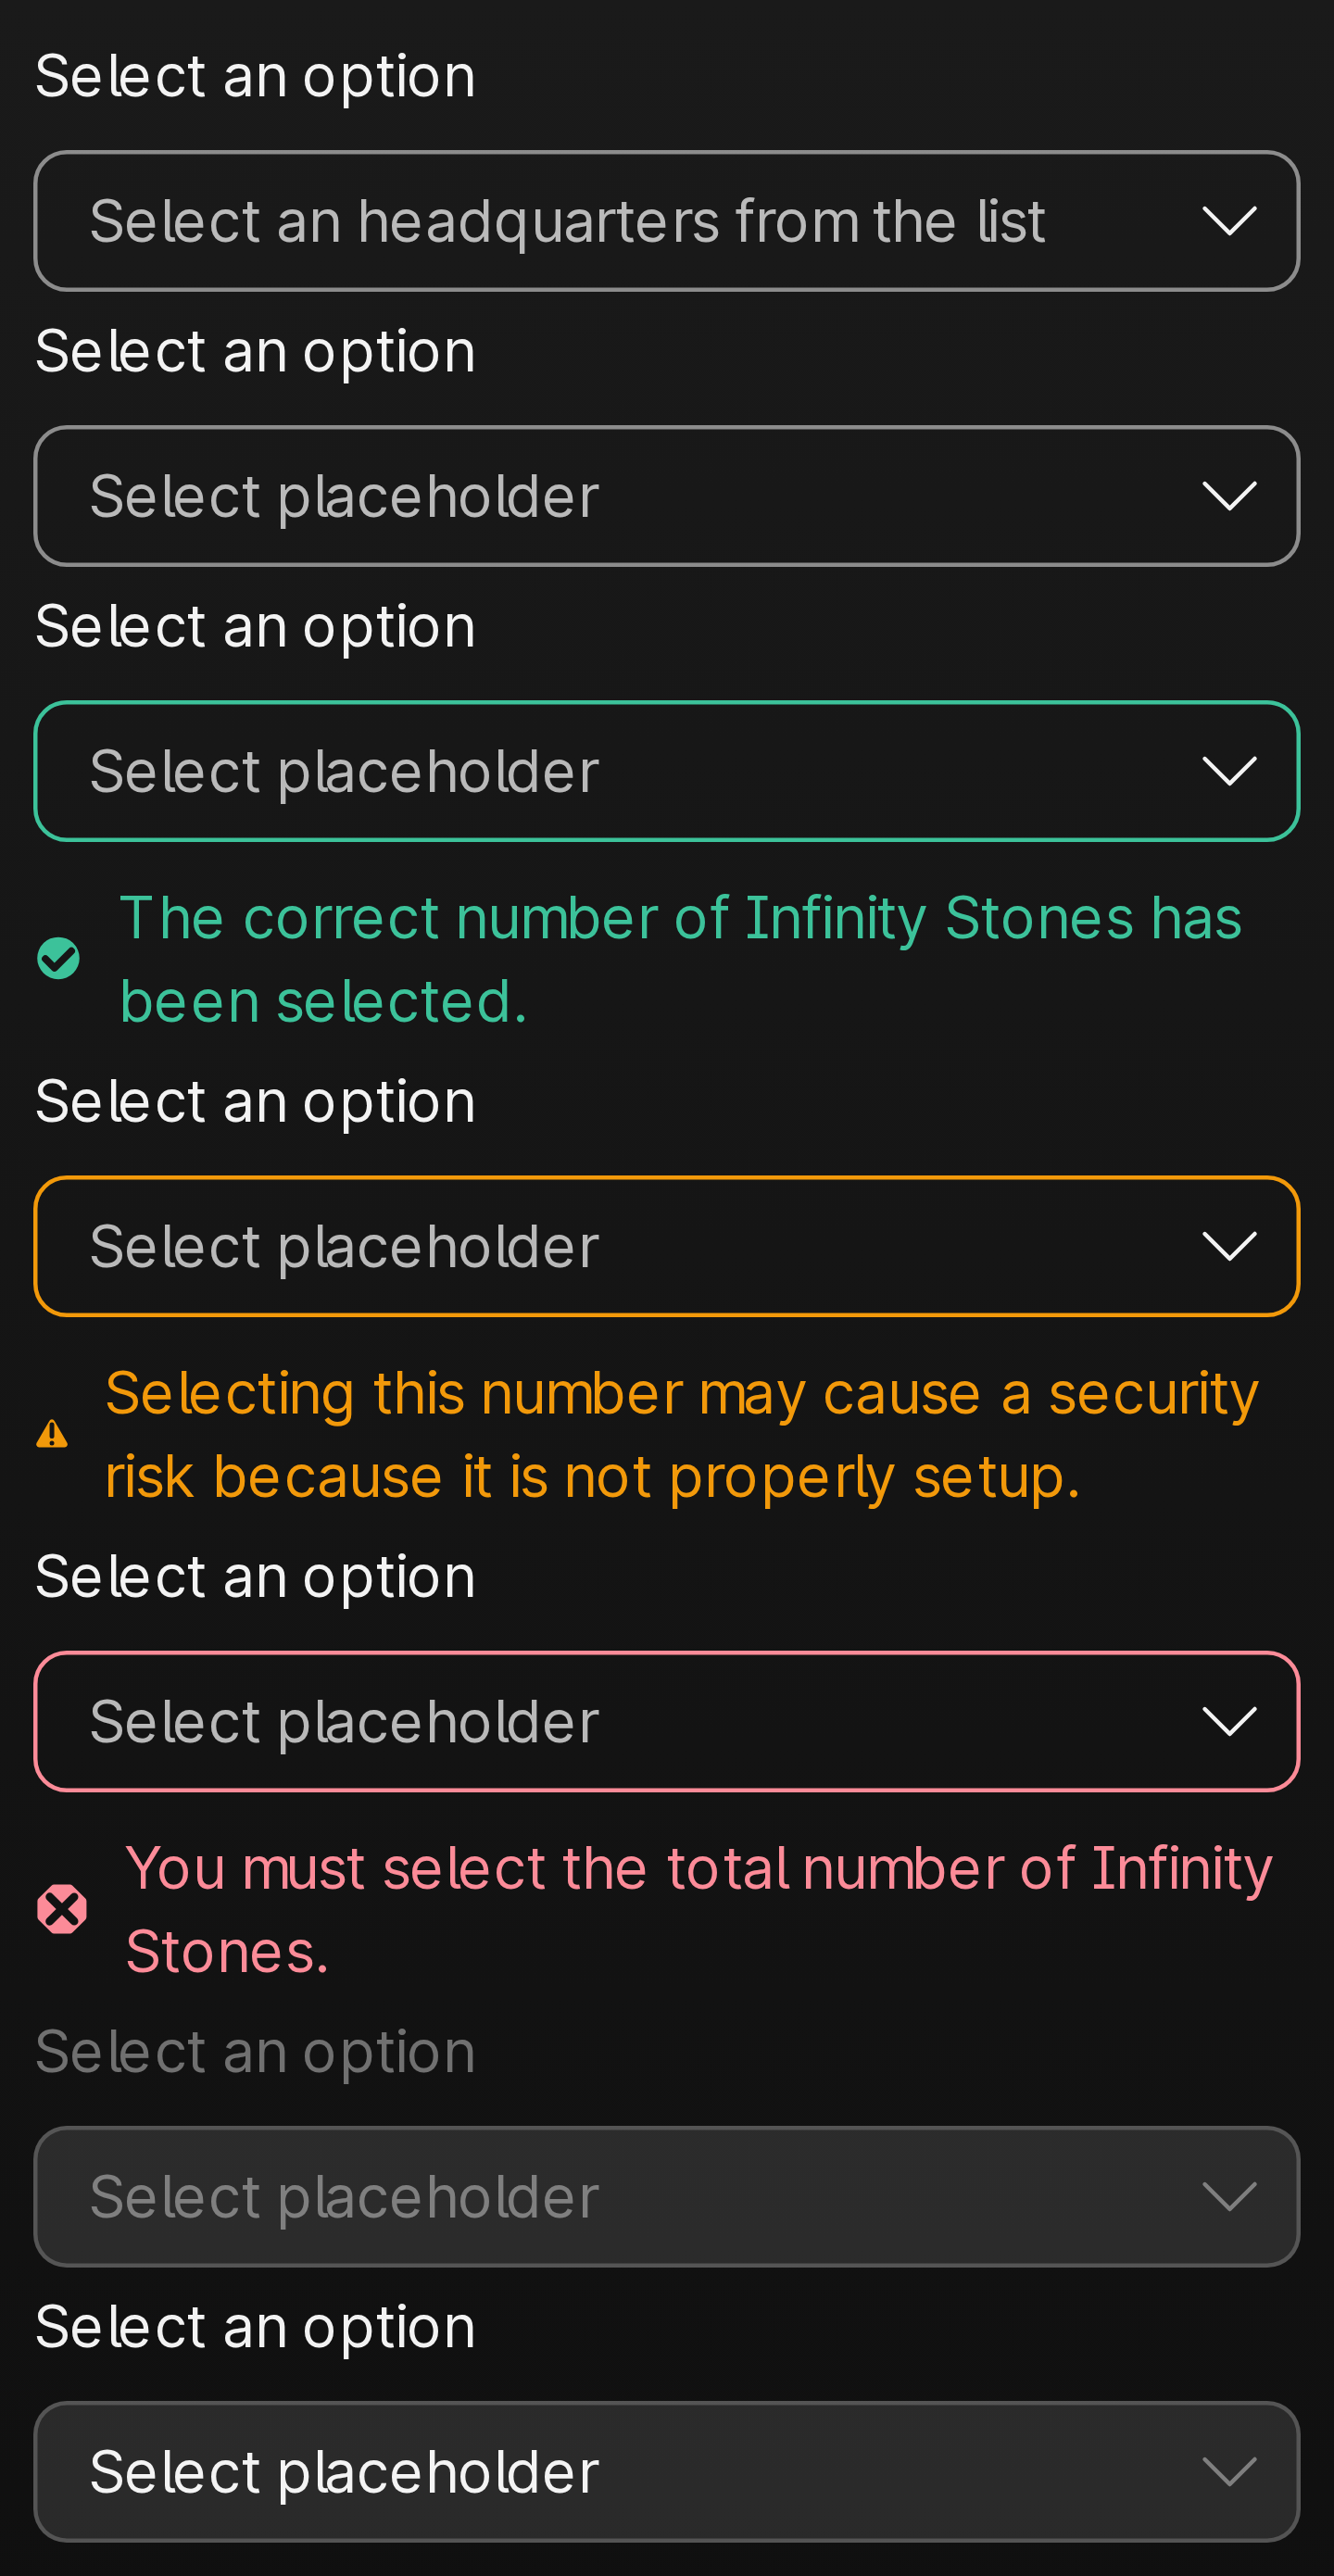 Select an option
Select an headquarters from the list
Select an option
Select placeholder
Select an option
Select placeholder
The correct number of Infinity Stones has
been selected.
Select an option
Select placeholder
Selecting this number may cause a security
risk because it is not properly setup.
Select an option
Select placeholder
You must select the total number of Infinity
Stones.
Select an option
Select placeholder
Select an option
Select placeholder